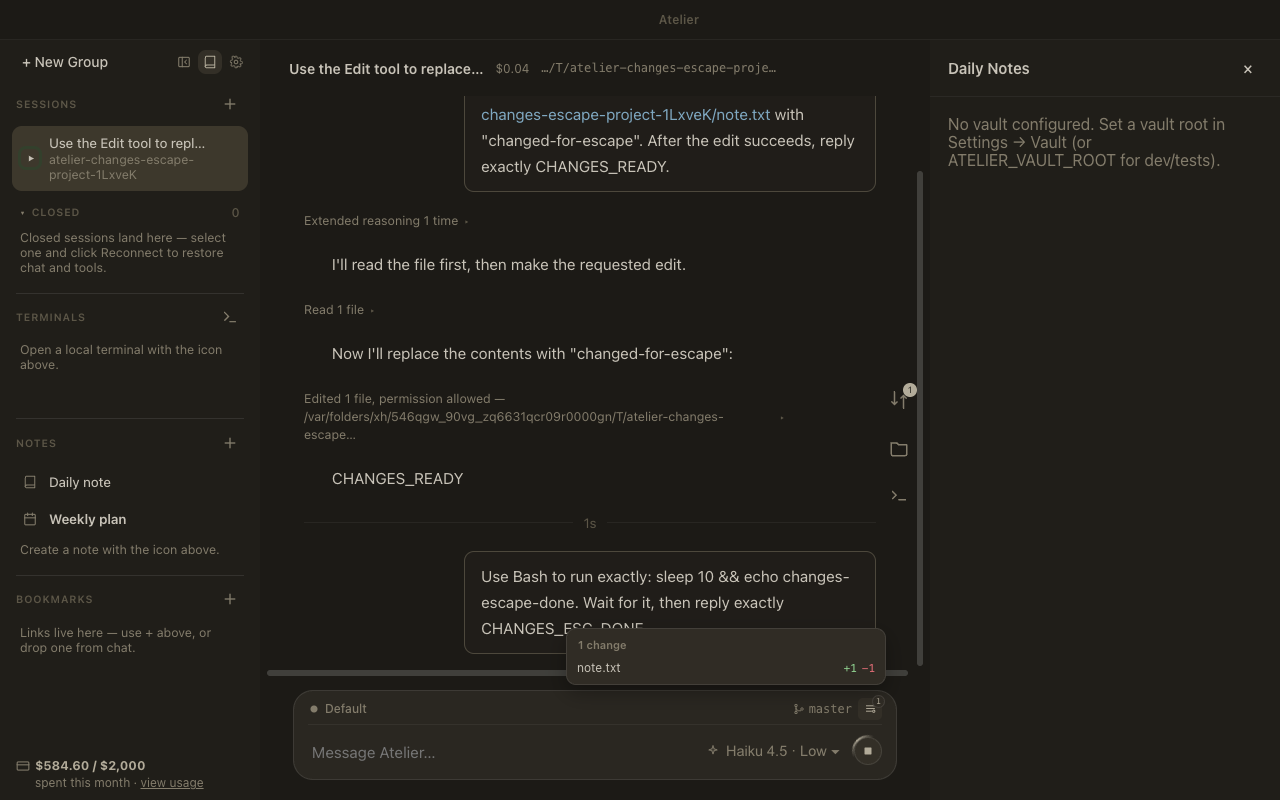 Atelier
+ New Group
SESSIONS
Use the Edit tool to repl...
atelier-changes-escape-
project-1LxveK
CLOSED
0
Closed sessions land here — select
one and click Reconnect to restore
chat and tools.
TERMINALS
Open a local terminal with the icon
above.
NOTES
Daily note
Weekly plan
Create a note with the icon above.
BOOKMARKS
Links live here — use + above, or
drop one from chat.
$584.60 / $2,000
spent this month · view usage
Use the Edit tool to replace... $0.04 …/T/atelier-changes-escape-proje…
changes-escape-project-1LxveK/note.txt with
"changed-for-escape". After the edit succeeds, reply
exactly CHANGES_READY.
Extended reasoning 1 time
I'll read the file first, then make the requested edit.
Read 1 file
Now I'll replace the contents with "changed-for-escape":
Edited 1 file, permission allowed —
/var/folders/xh/546qgw_90vg_zq6631qcr09r0000gn/T/atelier-changes-
escape...
1
CHANGES_READY
1s
Use Bash to run exactly: sleep 10 && echo changes-
escape-done. Wait for it, then reply exactly
CHANGES_ESC_DONE
1 change
note.txt +1 −1
Default
master
1
Message Atelier...
Haiku 4.5 · Low
Daily Notes
No vault configured. Set a vault root in
Settings → Vault (or
ATELIER_VAULT_ROOT for dev/tests).